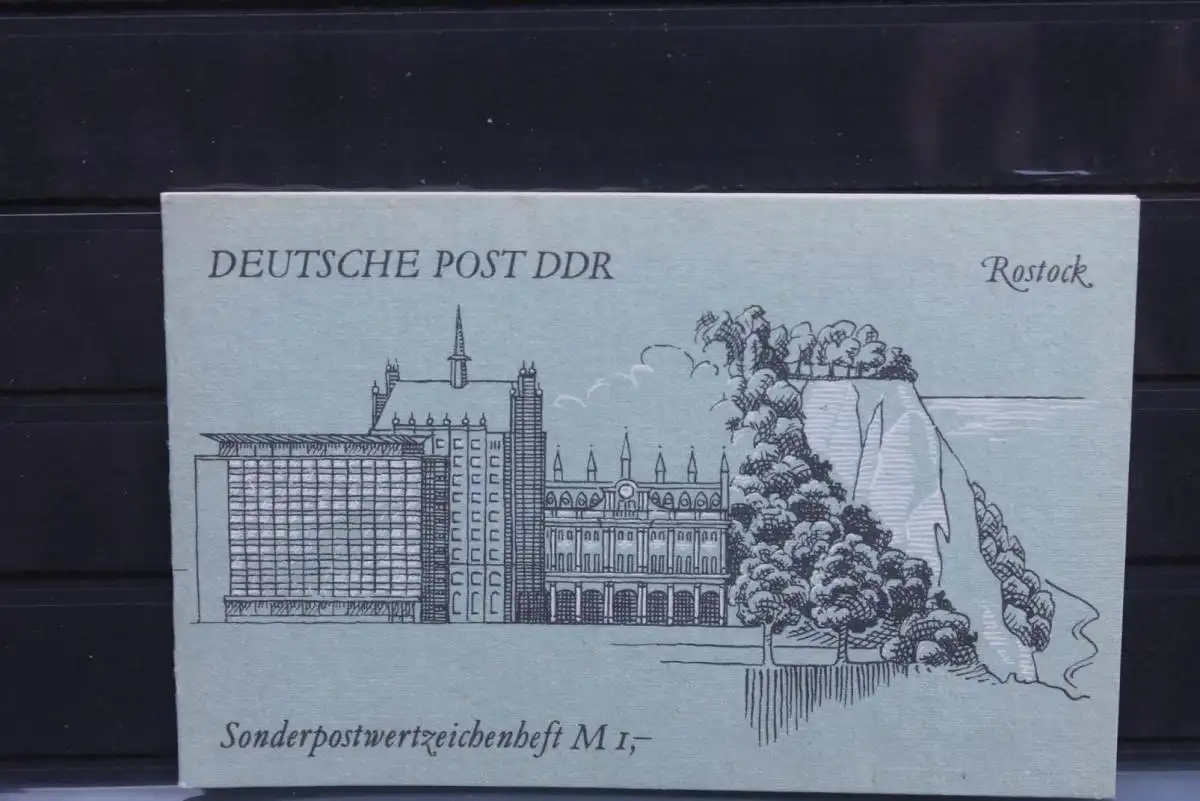 DEUTSCHE POST DDR
Rostock
Sonderpostwertzeichenheft M 1,–